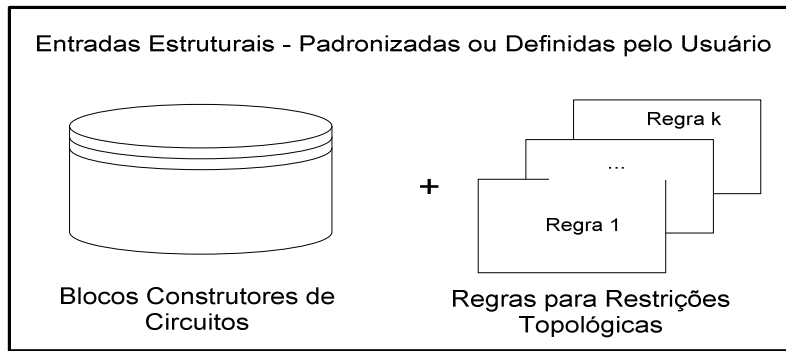 Entradas Estruturais - Padronizadas ou Definidas pelo Usuário
Regra k
...
+
Regra 1
Blocos Construtores de
Circuitos
Regras para Restrições
Topológicas